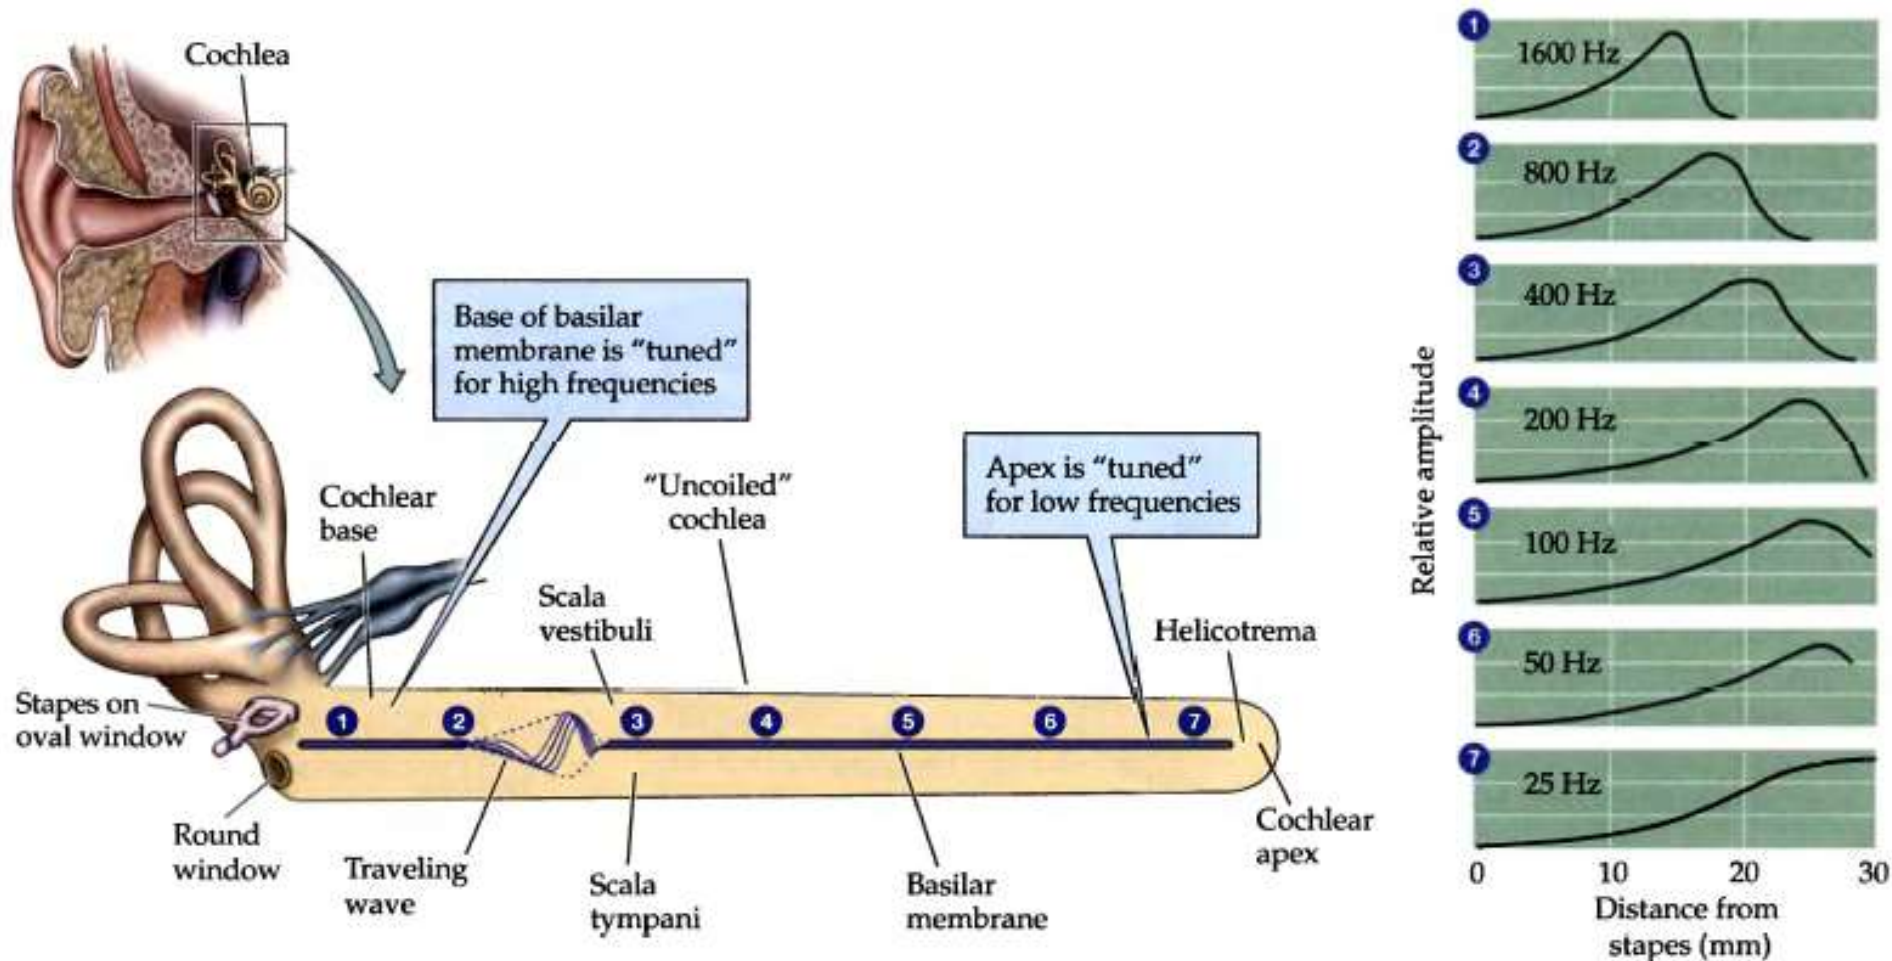 Cochlea
Base of basilar
membrane is “tuned”
for high frequencies
Cochlear
base
“Uncoiled”
cochlea
Apex is “tuned”
for low frequencies
Scala
vestibuli
Helicotrema
Stapes on
oval window
1
2
3
4
5
6
7
Round
window
Traveling
wave
Scala
tympani
Basilar
membrane
Cochlear
apex
Relative amplitude
1
1600 Hz
2
800 Hz
3
400 Hz
4
200 Hz
5
100 Hz
6
50 Hz
7
25 Hz
0 10 20 30
Distance from
stapes (mm)